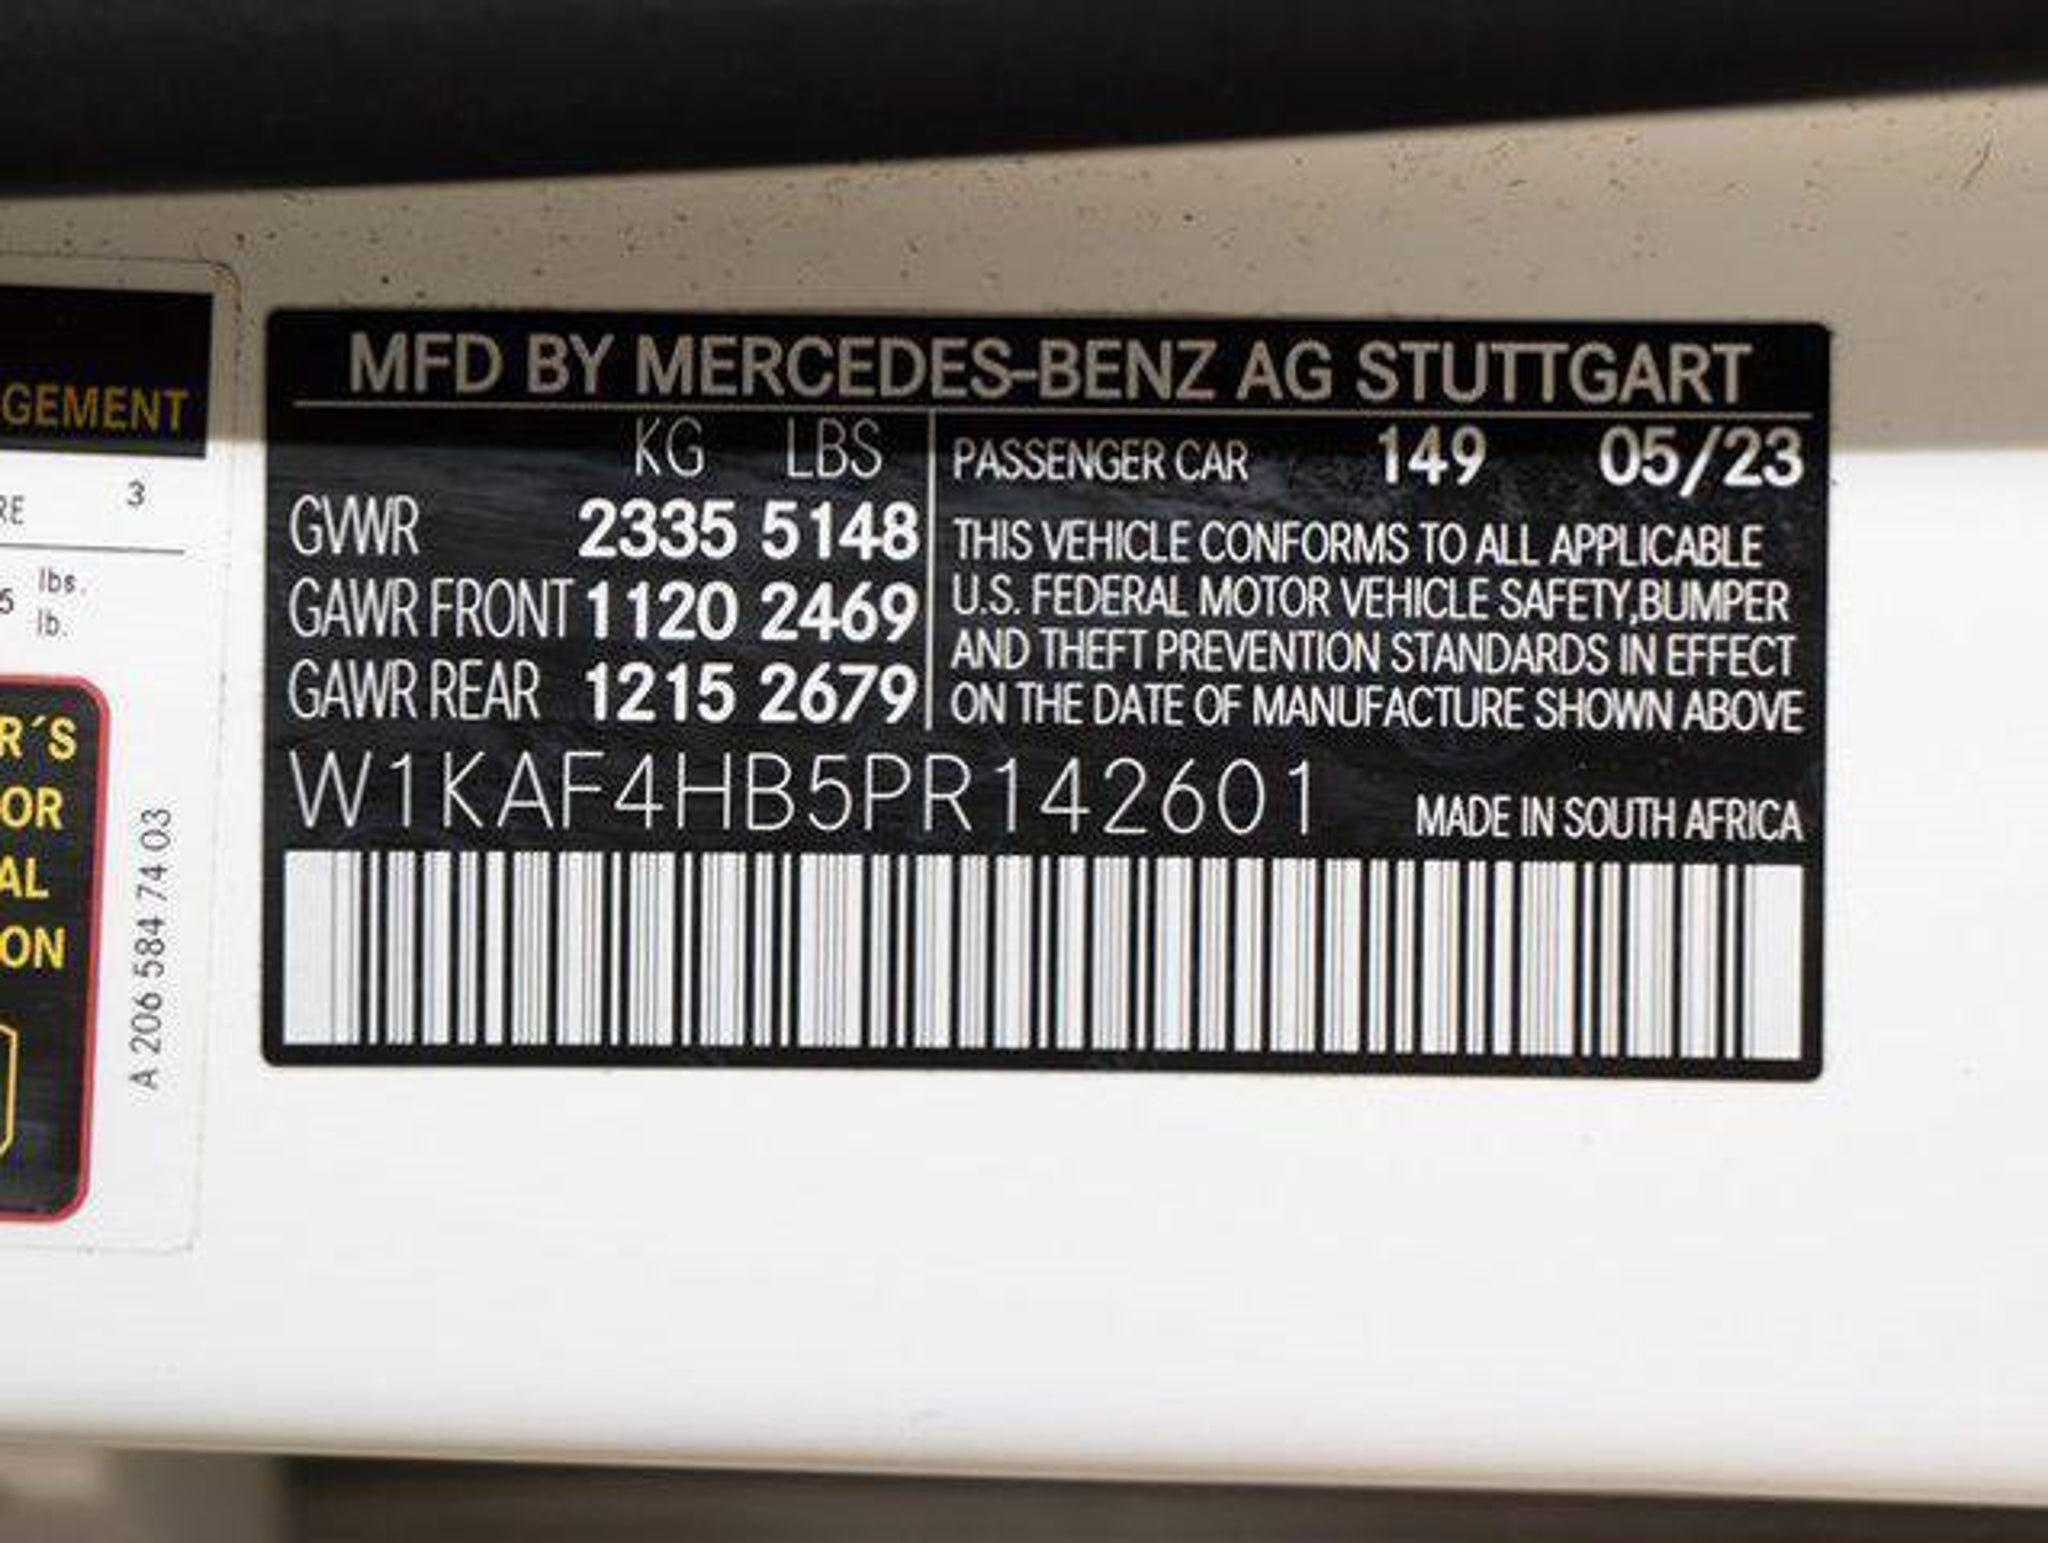 MFD BY MERCEDES-BENZ AG STUTTGART
KG LBS
GVWR 2335 5148
GAWR FRONT 1120 2469
GAWR REAR 1215 2679
PASSENGER CAR 149 05/23
THIS VEHICLE CONFORMS TO ALL APPLICABLE
U.S. FEDERAL MOTOR VEHICLE SAFETY,BUMPER
AND THEFT PREVENTION STANDARDS IN EFFECT
ON THE DATE OF MANUFACTURE SHOWN ABOVE
W1KAF4HB5PR142601
MADE IN SOUTH AFRICA
GEMENT
RE 3
5 lbs.
lb.
R´S
OR
AL
ON
A 206 584 74 03